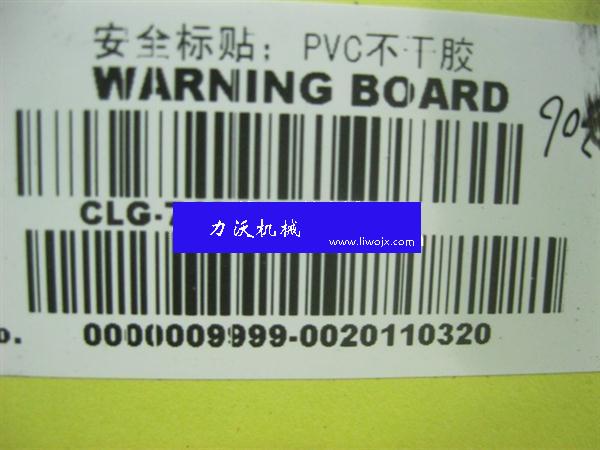 安全标贴；PVC不干胶
WARNING BOARD
CLG-7
力沃机械
www.liwojx.com
o. 0000009999-0020110320